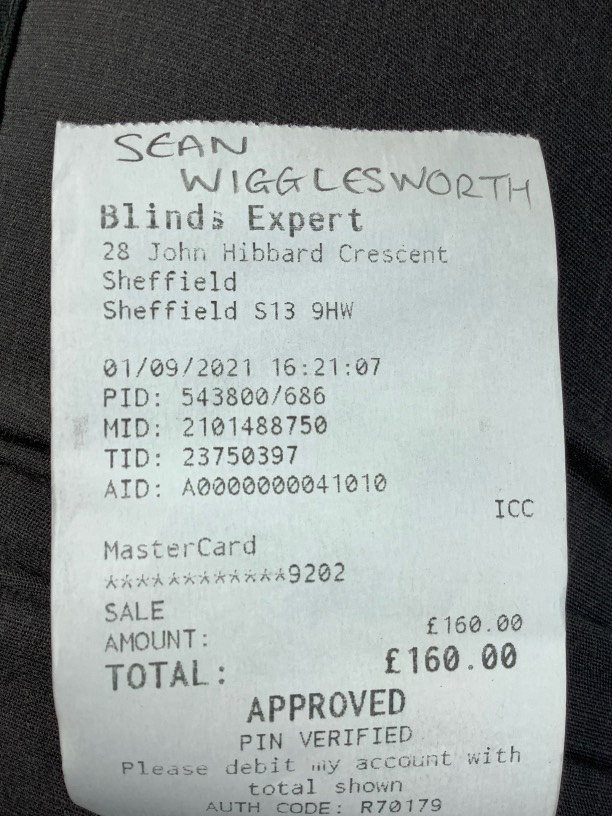 SEAN
WIGGLESWORTH
Blinds Expert
28 John Hibbard Crescent
Sheffield
Sheffield S13 9HW
01/09/2021 16:21:07
PID: 543800/686
MID: 2101488750
TID: 23750397
AID: A0000000041010
ICC
MasterCard
************9202
SALE
AMOUNT: £160.00
TOTAL: £160.00
APPROVED
PIN VERIFIED
Please debit my account with
total shown
AUTH CODE: R70179